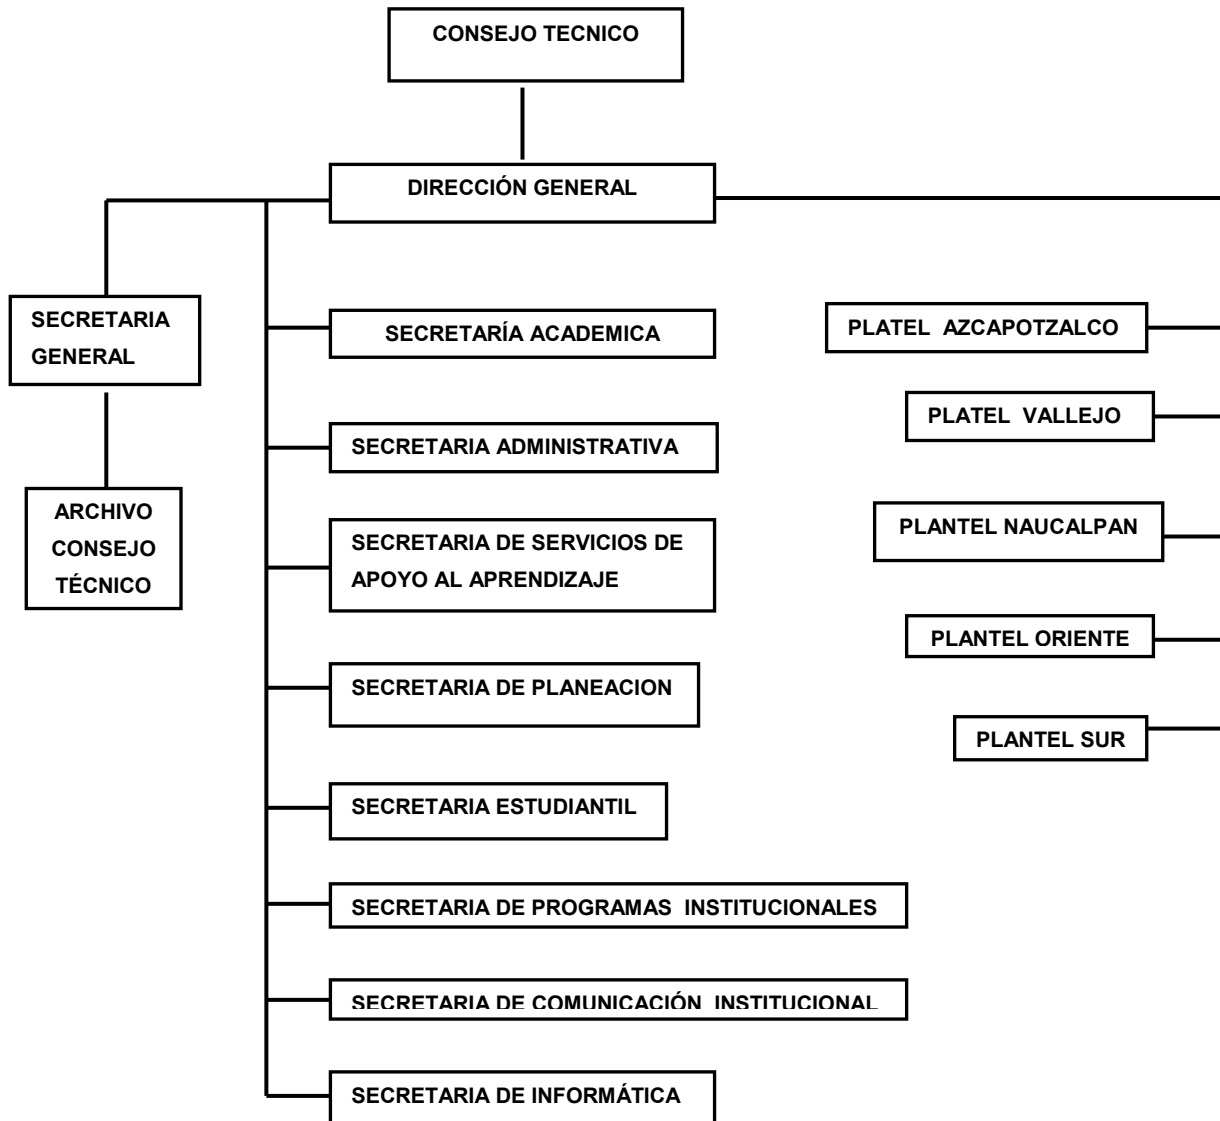 CONSEJO TECNICO
DIRECCIÓN GENERAL
SECRETARIA
GENERAL
ARCHIVO
CONSEJO
TÉCNICO
SECRETARÍA ACADEMICA
SECRETARIA ADMINISTRATIVA
SECRETARIA DE SERVICIOS DE
APOYO AL APRENDIZAJE
SECRETARIA DE PLANEACION
SECRETARIA ESTUDIANTIL
SECRETARIA DE PROGRAMAS INSTITUCIONALES
SECRETARIA DE COMUNICACIÓN INSTITUCIONAL
SECRETARIA DE INFORMÁTICA
PLATEL AZCAPOTZALCO
PLATEL VALLEJO
PLANTEL NAUCALPAN
PLANTEL ORIENTE
PLANTEL SUR